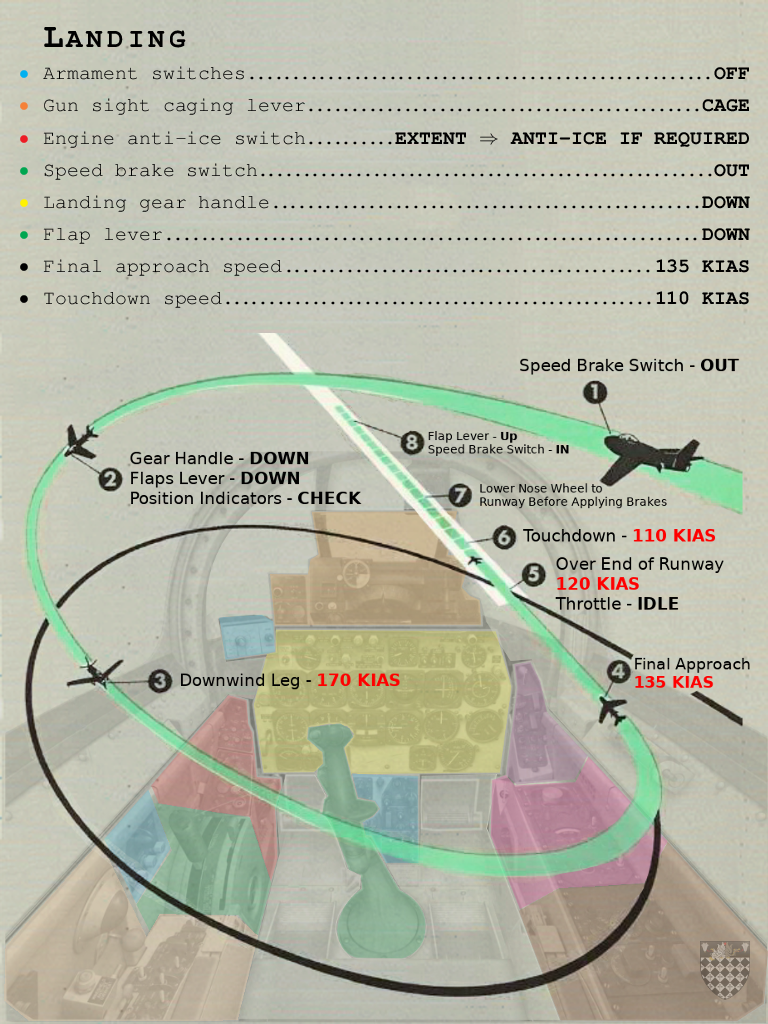 LANDING
• Armament switches....................................................OFF
• Gun sight caging lever............................................CAGE
• Engine anti-ice switch..........EXTENT ⇒ ANTI-ICE IF REQUIRED
• Speed brake switch...................................................OUT
• Landing gear handle................................................DOWN
• Flap lever............................................................DOWN
• Final approach speed.........................................135 KIAS
• Touchdown speed................................................110 KIAS
Speed Brake Switch - OUT
1
8 Flap Lever - Up
Speed Brake Switch - IN
Gear Handle - DOWN
2 Flaps Lever - DOWN
Position Indicators - CHECK
7 Lower Nose Wheel to
Runway Before Applying Brakes
6 Touchdown - 110 KIAS
5 Over End of Runway
120 KIAS
Throttle - IDLE
4 Final Approach
135 KIAS
3 Downwind Leg - 170 KIAS